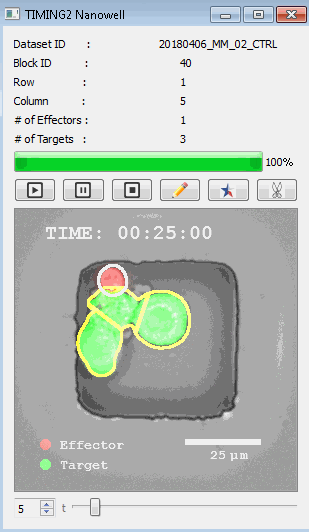 TIMING2 Nanowell
Dataset ID : 20180406_MM_02_CTRL
Block ID : 40
Row : 1
Column : 5
# of Effectors : 1
# of Targets : 3
100%
TIME: 00:25:00
Effector
Target
25 µm
5 t